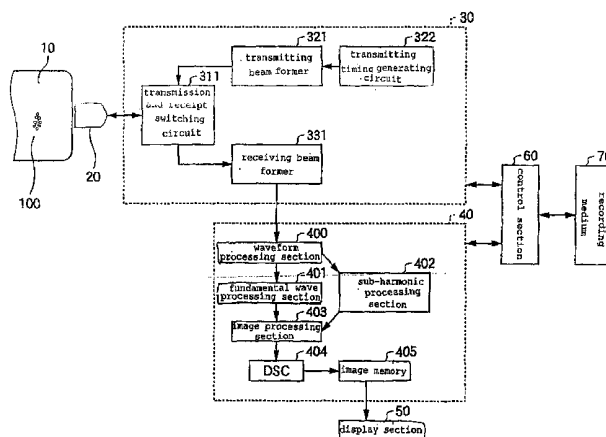 30
10
321
322
transmitting
beam former
transmitting
timing generating
circuit
311
transmission
and receipt
switching
circuit
331
receiving beam
former
100
20
60
control section
70
recording
medium
40
400
waveform
processing section
401
fundamental wave
processing section
402
sub-harmonic
processing
section
403
image processing
section
404
DSC
405
image memory
50
display section